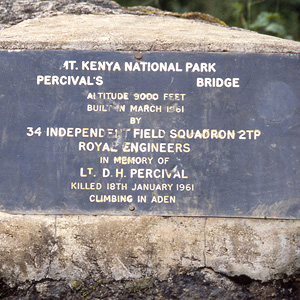 MT. KENYA NATIONAL PARK
PERCIVAL'S BRIDGE
ALTITUDE 9000 FEET
BUILT IN MARCH 1961
BY
34 INDEPENDENT FIELD SQUADRON 2TP
ROYAL ENGINEERS
IN MEMORY OF
LT. D. H. PERCIVAL
KILLED 18TH JANUARY 1961
CLIMBING IN ADEN